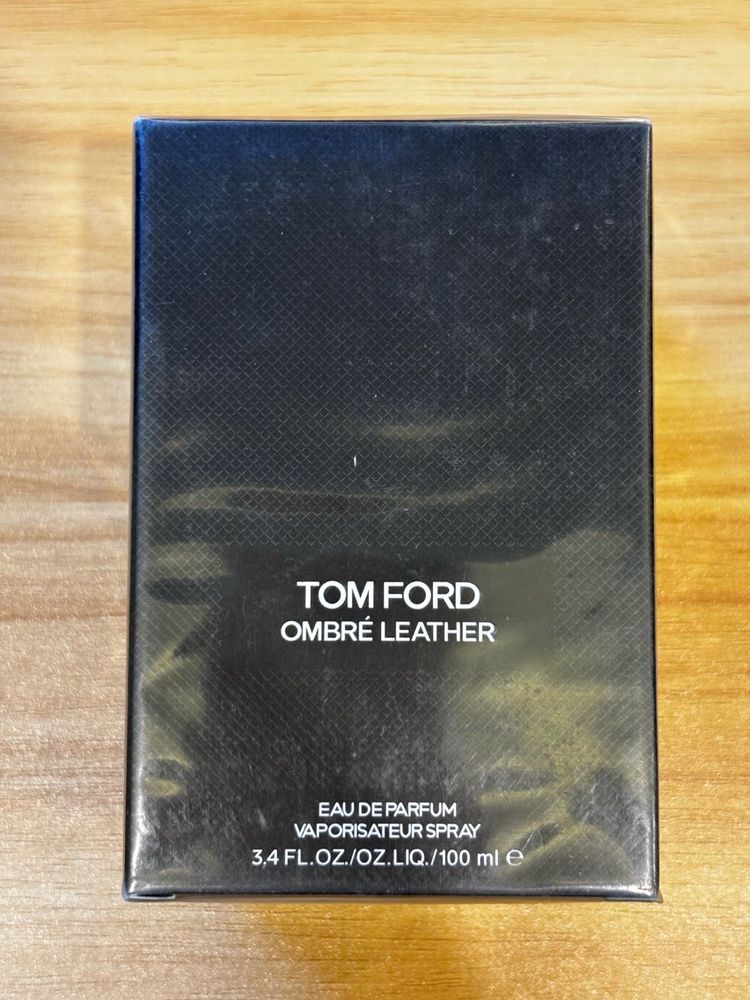 TOM FORD
OMBRÉ LEATHER
EAU DE PARFUM
VAPORISATEUR SPRAY
3,4 FL.OZ./OZ.LIQ./100 ml ℮